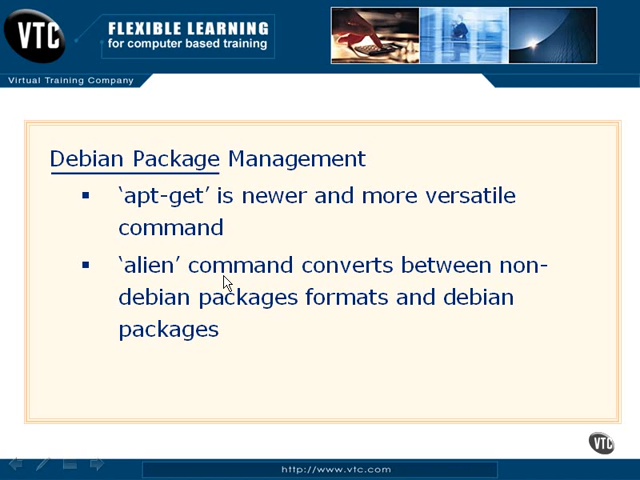 VTC
FLEXIBLE LEARNING
for computer based training
Virtual Training Company
Debian Package Management
‘apt-get’ is newer and more versatile
command
‘alien’ command converts between non-
debian packages formats and debian
packages
VTC
http://www.vtc.com